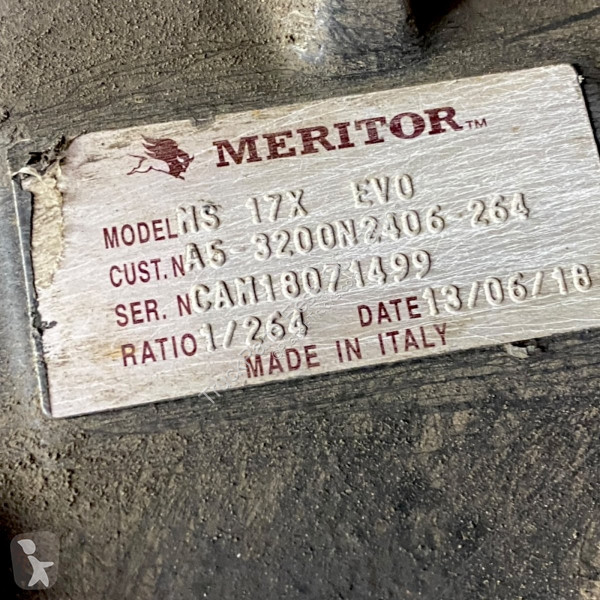 MERITOR™
MODEL MS 17X EVO
CUST. N A5-3200N2406-264
SER. N CAM18071499
RATIO 1/264 DATE 13/06/18
MADE IN ITALY